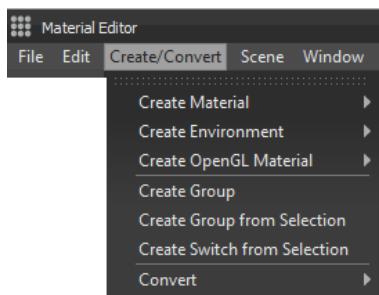 Material Editor
File Edit Create/Convert Scene Window
Create Material
Create Environment
Create OpenGL Material
Create Group
Create Group from Selection
Create Switch from Selection
Convert